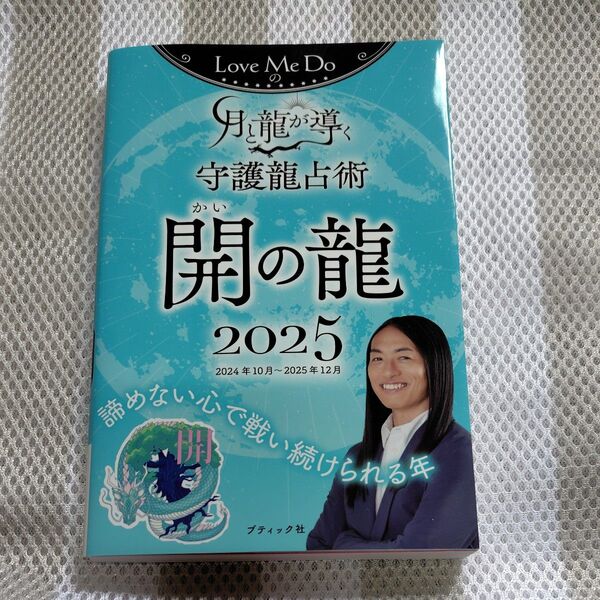 Love Me Do
の
月と龍が導く
守護龍占術
かい
開の龍
2025
2024年10月~2025年12月
諦めない心で戦い続けられる年
開
ブティック社